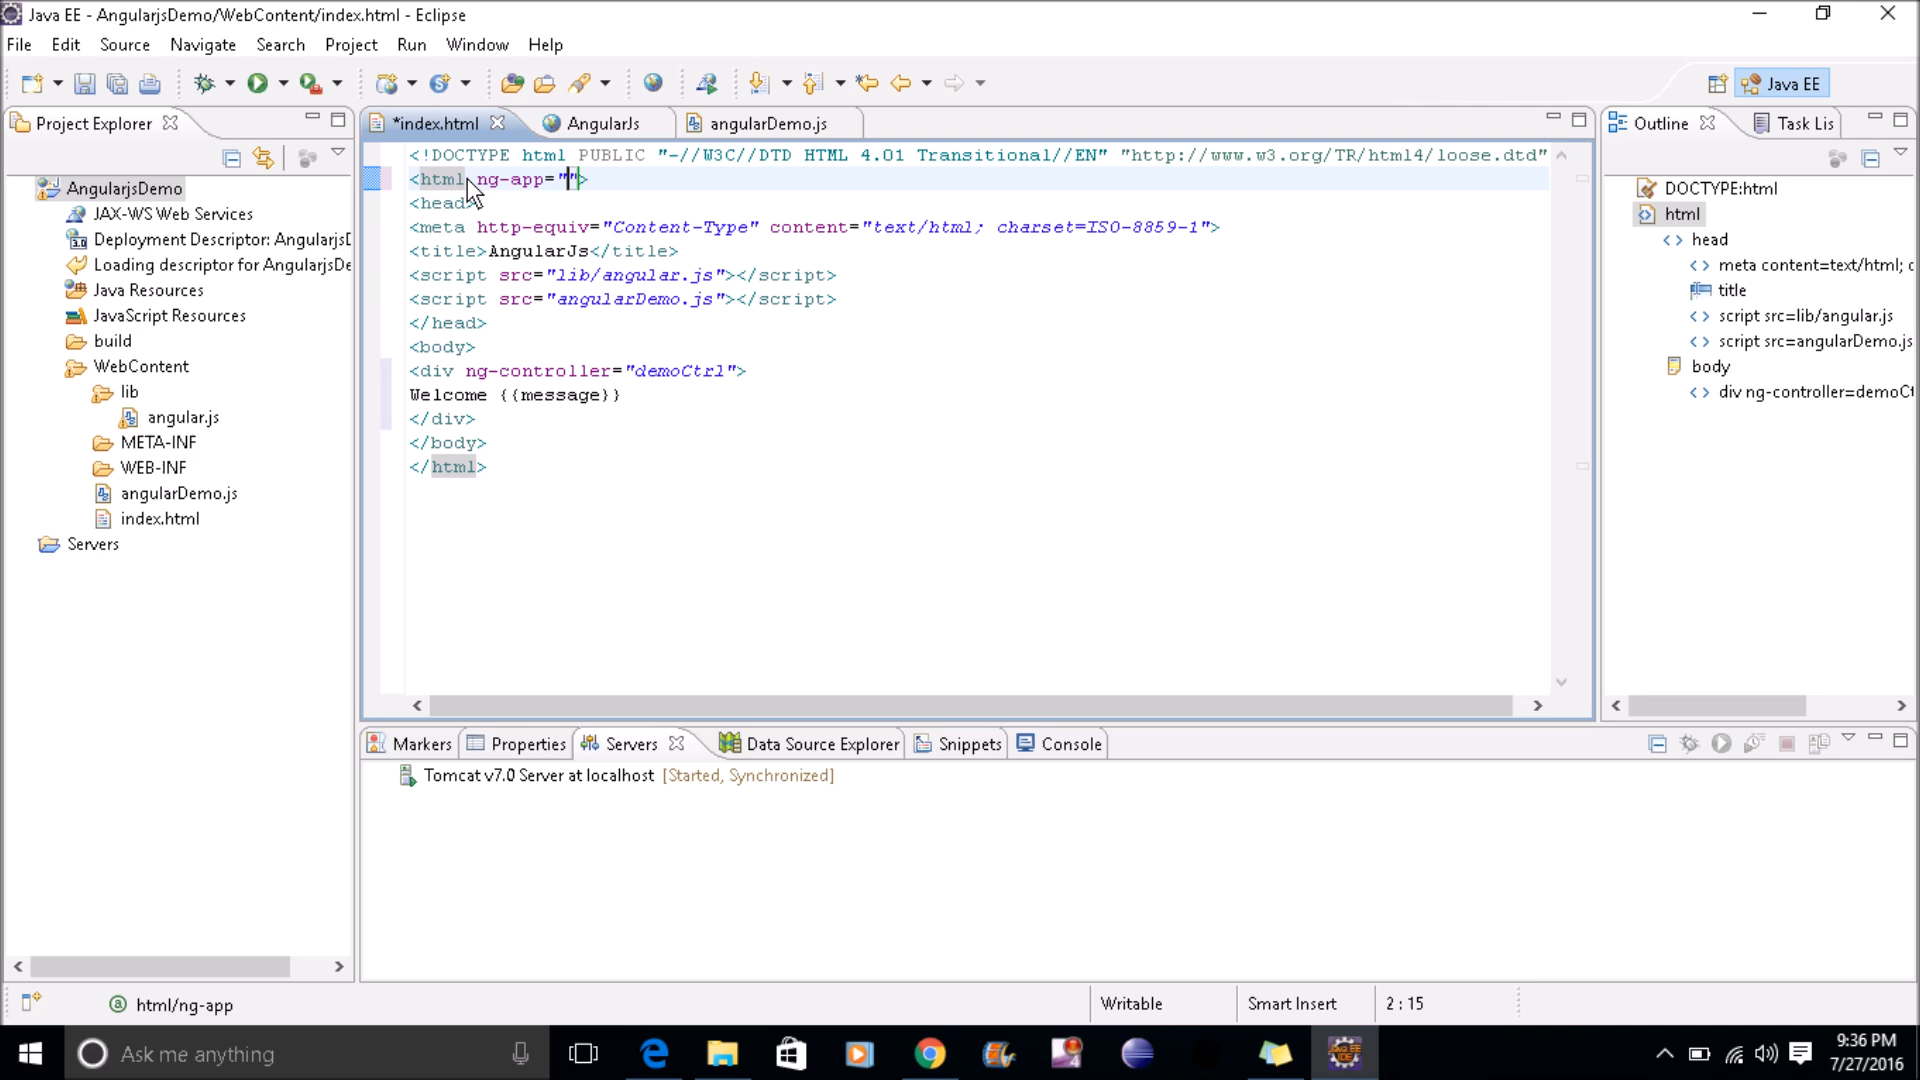 Java EE - AngularjsDemo/WebContent/index.html - Eclipse
File Edit Source Navigate Search Project Run Window Help
Java EE
Project Explorer
AngularjsDemo
JAX-WS Web Services
Deployment Descriptor: AngularjsD
Loading descriptor for AngularjsDe
Java Resources
JavaScript Resources
build
WebContent
lib
angular.js
META-INF
WEB-INF
angularDemo.js
index.html
Servers
*index.html AngularJs angularDemo.js
<!DOCTYPE html PUBLIC "-//W3C//DTD HTML 4.01 Transitional//EN" "http://www.w3.org/TR/html4/loose.dtd"
<html ng-app="">
<head>
<meta http-equiv="Content-Type" content="text/html; charset=ISO-8859-1">
<title>AngularJs</title>
<script src="lib/angular.js"></script>
<script src="angularDemo.js"></script>
</head>
<body>
<div ng-controller="demoCtrl">
Welcome {{message}}
</div>
</body>
</html>
Outline Task Lis
DOCTYPE:html
html
head
meta content=text/html; c
title
script src=lib/angular.js
script src=angularDemo.js
body
div ng-controller=demoCt
Markers Properties Servers Data Source Explorer Snippets Console
Tomcat v7.0 Server at localhost [Started, Synchronized]
html/ng-app Writable Smart Insert 2 : 15
Ask me anything
9:36 PM
7/27/2016